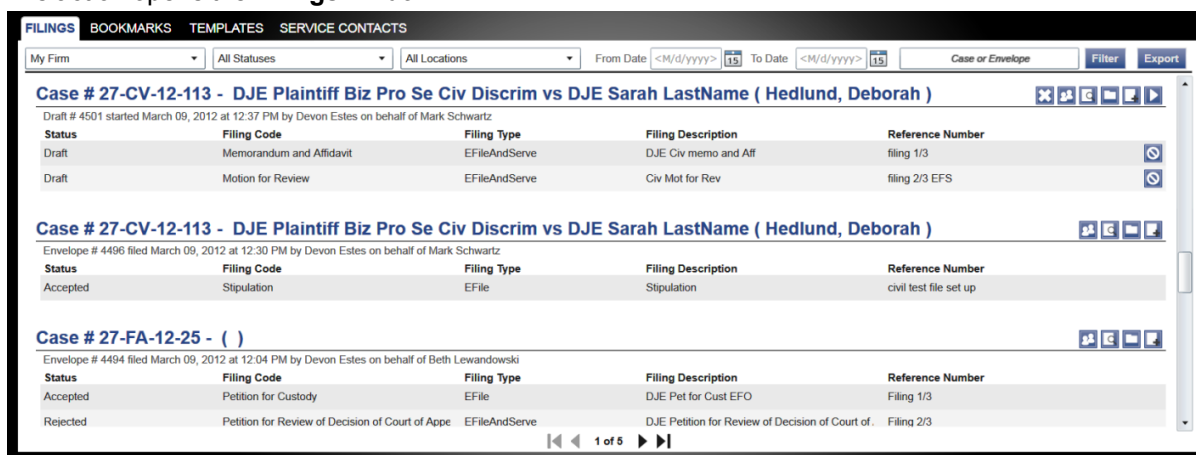 FILINGS BOOKMARKS TEMPLATES SERVICE CONTACTS
My Firm All Statuses All Locations From Date <M/d/yyyy> 15 To Date <M/d/yyyy> 15 Case or Envelope Filter Export
Case # 27-CV-12-113 - DJE Plaintiff Biz Pro Se Civ Discrim vs DJE Sarah LastName ( Hedlund, Deborah )
Draft # 4501 started March 09, 2012 at 12:37 PM by Devon Estes on behalf of Mark Schwartz
Status Filing Code Filing Type Filing Description Reference Number
Draft Memorandum and Affidavit EFileAndServe DJE Civ memo and Aff filing 1/3
Draft Motion for Review EFileAndServe Civ Mot for Rev filing 2/3 EFS
Case # 27-CV-12-113 - DJE Plaintiff Biz Pro Se Civ Discrim vs DJE Sarah LastName ( Hedlund, Deborah )
Envelope # 4496 filed March 09, 2012 at 12:30 PM by Devon Estes on behalf of Mark Schwartz
Status Filing Code Filing Type Filing Description Reference Number
Accepted Stipulation EFile Stipulation civil test file set up
Case # 27-FA-12-25 - ( )
Envelope # 4494 filed March 09, 2012 at 12:04 PM by Devon Estes on behalf of Beth Lewandowski
Status Filing Code Filing Type Filing Description Reference Number
Accepted Petition for Custody EFile DJE Pet for Cust EFO Filing 1/3
Rejected Petition for Review of Decision of Court of Appe EFileAndServe DJE Petition for Review of Decision of Court of . Filing 2/3
1 of 5